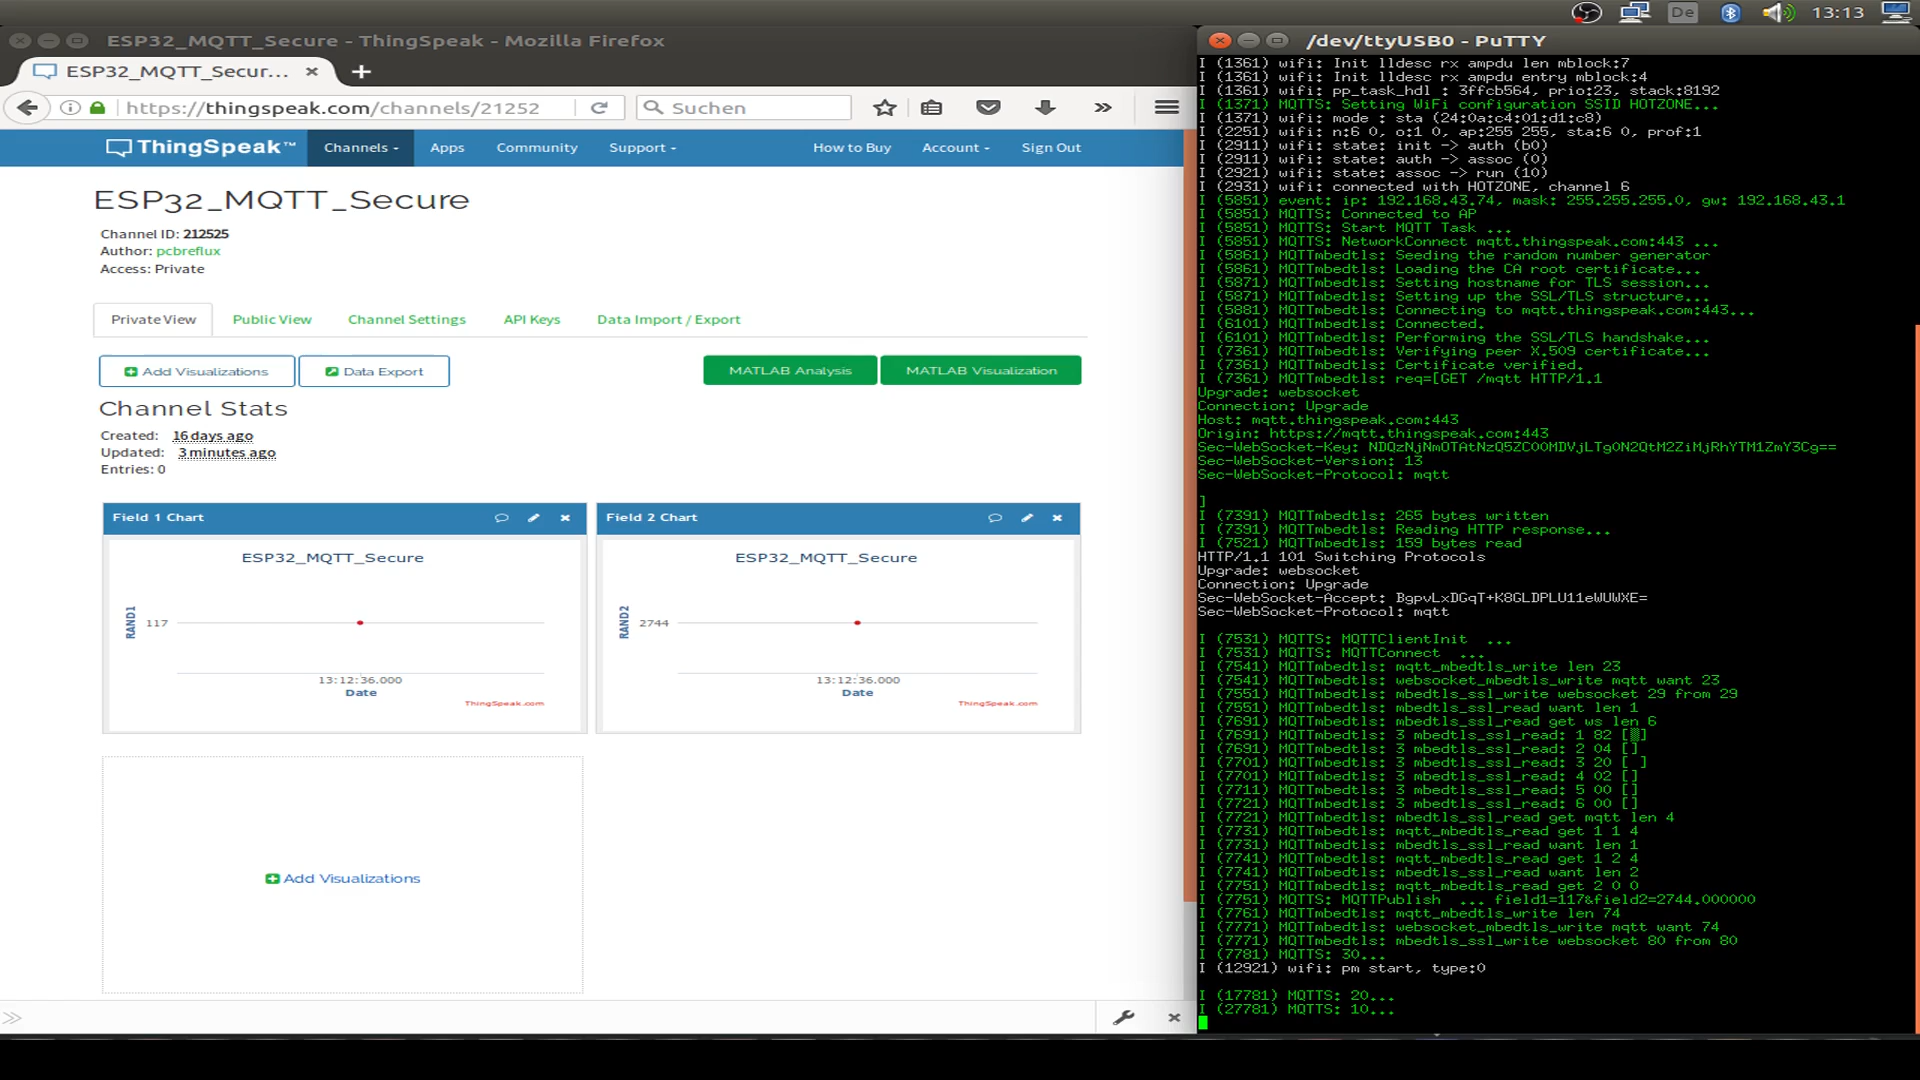 De
13:13
ESP32_MQTT_Secure - ThingSpeak - Mozilla Firefox
ESP32_MQTT_Secur...
https://thingspeak.com/channels/21252
Suchen
ThingSpeak™
Channels
Apps
Community
Support
How to Buy
Account
Sign Out
ESP32_MQTT_Secure
Channel ID: 212525
Author: pcbreflux
Access: Private
Private View
Public View
Channel Settings
API Keys
Data Import / Export
Add Visualizations
Data Export
MATLAB Analysis
MATLAB Visualization
Channel Stats
Created: 16 days ago
Updated: 3 minutes ago
Entries: 0
Field 1 Chart
ESP32_MQTT_Secure
RAND1
117
13:12:36.000
Date
ThingSpeak.com
Field 2 Chart
ESP32_MQTT_Secure
RAND2
2744
13:12:36.000
Date
ThingSpeak.com
Add Visualizations
/dev/ttyUSB0 - PuTTY
I (1361) wifi: Init lldesc rx ampdu len mblock:7
I (1361) wifi: Init lldesc rx ampdu entry mblock:4
I (1361) wifi: pp_task_hdl : 3ffcb564, prio:23, stack:8192
I (1371) MQTTS: Setting WiFi configuration SSID HOTZONE...
I (1371) wifi: mode : sta (24:0a:c4:01:d1:c8)
I (2251) wifi: n:6 0, o:1 0, ap:255 255, sta:6 0, prof:1
I (2911) wifi: state: init -> auth (b0)
I (2911) wifi: state: auth -> assoc (0)
I (2921) wifi: state: assoc -> run (10)
I (2931) wifi: connected with HOTZONE, channel 6
I (5851) event: ip: 192.168.43.74, mask: 255.255.255.0, gw: 192.168.43.1
I (5851) MQTTS: Connected to AP
I (5851) MQTTS: Start MQTT Task ...
I (5851) MQTTS: NetworkConnect mqtt.thingspeak.com:443 ...
I (5861) MQTTmbedtls: Seeding the random number generator
I (5861) MQTTmbedtls: Loading the CA root certificate...
I (5871) MQTTmbedtls: Setting hostname for TLS session...
I (5871) MQTTmbedtls: Setting up the SSL/TLS structure...
I (5881) MQTTmbedtls: Connecting to mqtt.thingspeak.com:443...
I (6101) MQTTmbedtls: Connected.
I (6101) MQTTmbedtls: Performing the SSL/TLS handshake...
I (7361) MQTTmbedtls: Verifying peer X.509 certificate...
I (7361) MQTTmbedtls: Certificate verified.
I (7361) MQTTmbedtls: req=[GET /mqtt HTTP/1.1
Upgrade: websocket
Connection: Upgrade
Host: mqtt.thingspeak.com:443
Origin: https://mqtt.thingspeak.com:443
Sec-WebSocket-Key:
Sec-WebSocket-Version: 13
Sec-WebSocket-Protocol: mqtt
]
I (7391) MQTTmbedtls: 265 bytes written
I (7391) MQTTmbedtls: Reading HTTP response...
I (7521) MQTTmbedtls: 159 bytes read
HTTP/1.1 101 Switching Protocols
Upgrade: websocket
Connection: Upgrade
Sec-WebSocket-Accept: BgpvLxDGqT+K8GLDPLU11eWUWXE=
Sec-WebSocket-Protocol: mqtt
I (7531) MQTTS: MQTTClientInit ...
I (7531) MQTTS: MQTTConnect ...
I (7541) MQTTmbedtls: mqtt_mbedtls_write len 23
I (7541) MQTTmbedtls: websocket_mbedtls_write mqtt want 23
I (7551) MQTTmbedtls: mbedtls_ssl_write websocket 29 from 29
I (7551) MQTTmbedtls: mbedtls_ssl_read want len 1
I (7691) MQTTmbedtls: mbedtls_ssl_read get ws len 6
I (7691) MQTTmbedtls: 3 mbedtls_ssl_read: 1 82 [▒]
I (7691) MQTTmbedtls: 3 mbedtls_ssl_read: 2 04 []
I (7701) MQTTmbedtls: 3 mbedtls_ssl_read: 3 20 [ ]
I (7701) MQTTmbedtls: 3 mbedtls_ssl_read: 4 02 []
I (7711) MQTTmbedtls: 3 mbedtls_ssl_read: 5 00 []
I (7721) MQTTmbedtls: 3 mbedtls_ssl_read: 6 00 []
I (7721) MQTTmbedtls: mbedtls_ssl_read get mqtt len 4
I (7731) MQTTmbedtls: mqtt_mbedtls_read get 1 1 4
I (7731) MQTTmbedtls: mbedtls_ssl_read want len 1
I (7741) MQTTmbedtls: mqtt_mbedtls_read get 1 2 4
I (7741) MQTTmbedtls: mbedtls_ssl_read want len 2
I (7751) MQTTmbedtls: mqtt_mbedtls_read get 2 0 0
I (7751) MQTTS: MQTTPublish ... field1=117&field2=2744.000000
I (7761) MQTTmbedtls: mqtt_mbedtls_write len 74
I (7771) MQTTmbedtls: websocket_mbedtls_write mqtt want 74
I (7771) MQTTmbedtls: mbedtls_ssl_write websocket 80 from 80
I (7781) MQTTS: 30...
I (12921) wifi: pm start, type:0
I (17781) MQTTS: 20...
I (27781) MQTTS: 10...